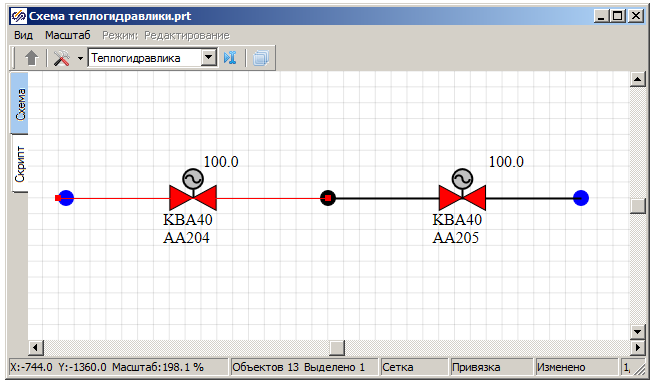 Схема теплогидравлики.prt
Вид Масштаб Режим: Редактирование
Теплогидравлика
Схема
Скрипт
100.0 100.0
KBA40 KBA40
AA204 AA205
X:-744.0 Y:-1360.0 Масштаб:198.1 % Объектов 13 Выделено 1 Сетка Привязка Изменено 1,